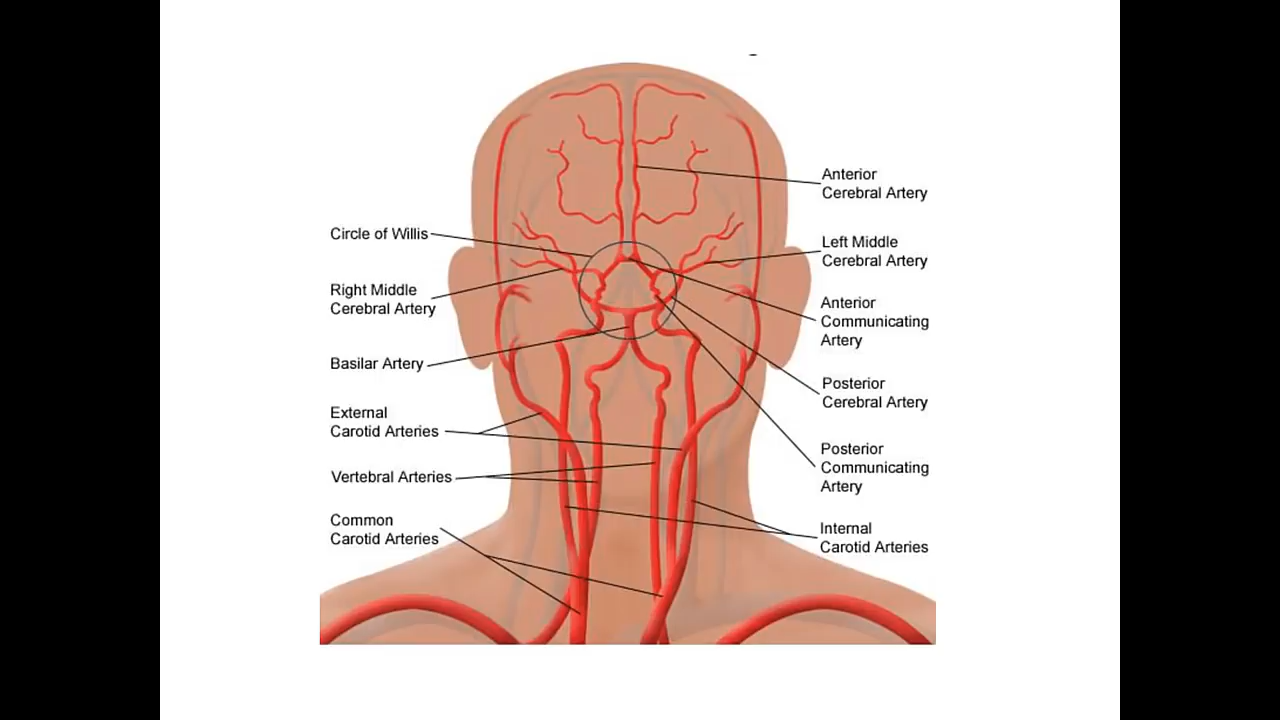 Anterior
Cerebral Artery
Circle of Willis
Left Middle
Cerebral Artery
Right Middle
Cerebral Artery
Anterior
Communicating
Artery
Basilar Artery
Posterior
Cerebral Artery
External
Carotid Arteries
Posterior
Communicating
Artery
Vertebral Arteries
Common
Carotid Arteries
Internal
Carotid Arteries